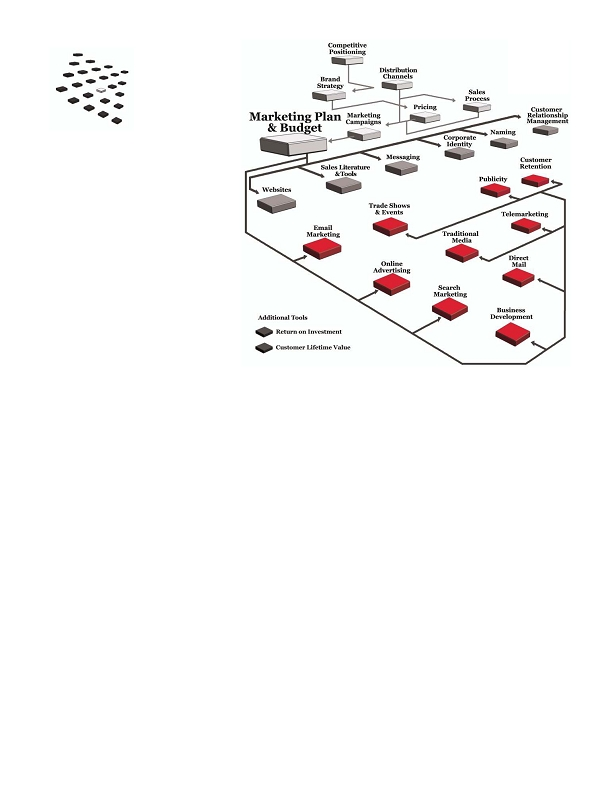 Competitive
Positioning
Distribution
Channels
Brand
Strategy
Sales
Process
Pricing
Marketing Plan
& Budget
Marketing
Campaigns
Customer
Relationship
Management
Naming
Corporate
Identity
Messaging
Sales Literature
&Tools
Websites
Customer
Retention
Publicity
Trade Shows
& Events
Telemarketing
Email
Marketing
Traditional
Media
Online
Advertising
Direct
Mail
Search
Marketing
Business
Development
Additional Tools
Return on Investment
Customer Lifetime Value